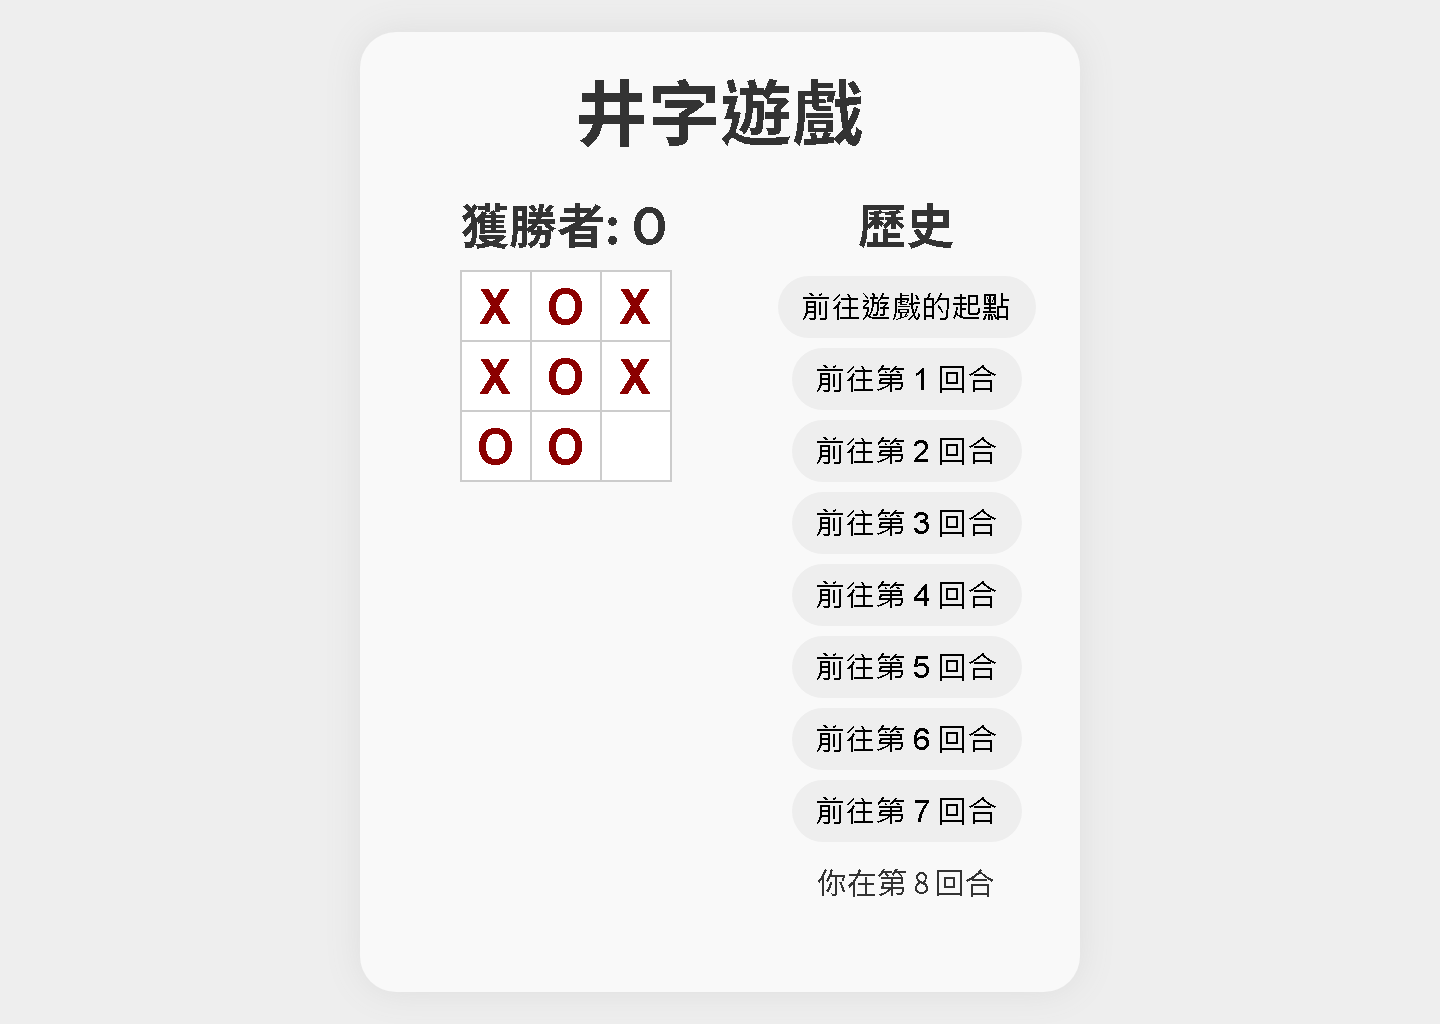 井字遊戲
獲勝者: O
X O X
X O X
O O
歷史
前往遊戲的起點
前往第 1 回合
前往第 2 回合
前往第 3 回合
前往第 4 回合
前往第 5 回合
前往第 6 回合
前往第 7 回合
你在第 8 回合